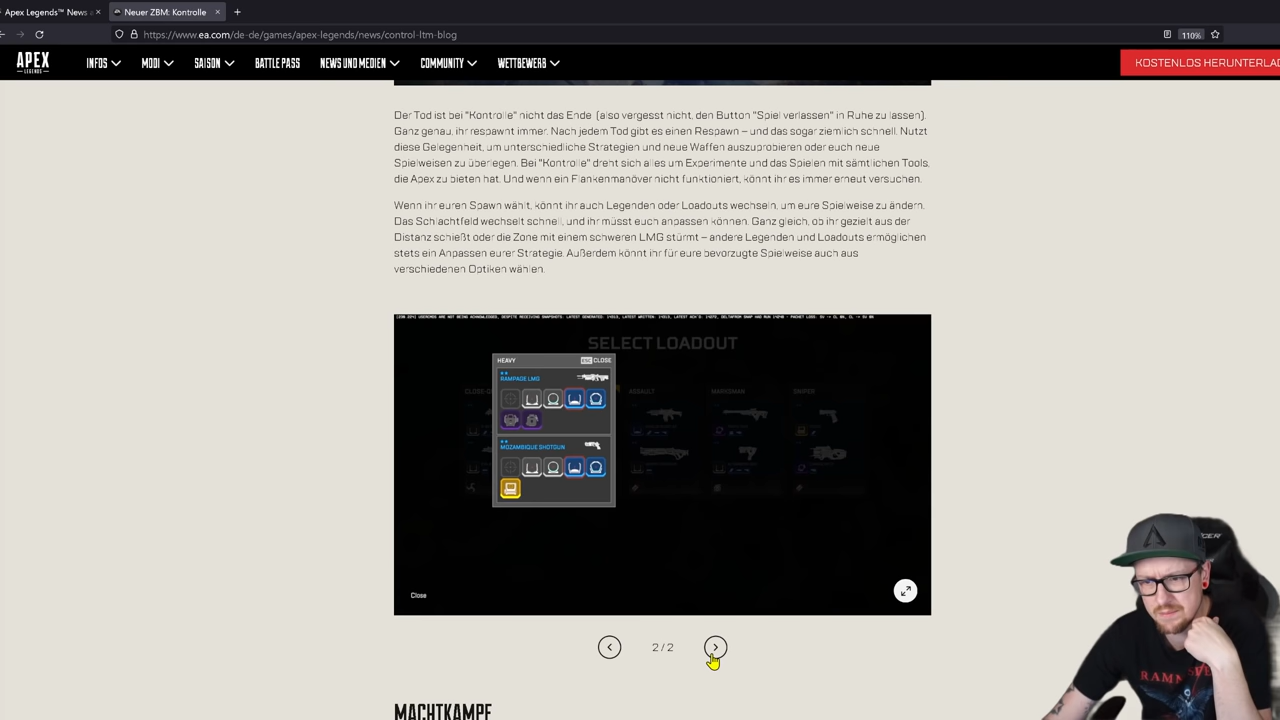 Apex Legends™ News
Neuer ZBM: Kontrolle
https://www.ea.com/de-de/games/apex-legends/news/control-ltm-blog
110%
APEX
LEGENDS
INFOS
MODI
SAISON
BATTLE PASS
NEWS UND MEDIEN
COMMUNITY
WETTBEWERB
KOSTENLOS HERUNTERLAD
Der Tod ist bei "Kontrolle" nicht das Ende (also vergesst nicht, den Button "Spiel verlassen" in Ruhe zu lassen).
Ganz genau, ihr respawnt immer. Nach jedem Tod gibt es einen Respawn – und das sogar ziemlich schnell. Nutzt
diese Gelegenheit, um unterschiedliche Strategien und neue Waffen auszuprobieren oder euch neue
Spielweisen zu überlegen. Bei "Kontrolle" dreht sich alles um Experimente und das Spielen mit sämtlichen Tools,
die Apex zu bieten hat. Und wenn ein Flankenmanöver nicht funktioniert, könnt ihr es immer erneut versuchen.
Wenn ihr euren Spawn wählt, könnt ihr auch Legenden oder Loadouts wechseln, um eure Spielweise zu ändern.
Das Schlachtfeld wechselt schnell, und ihr müsst euch anpassen können. Ganz gleich, ob ihr gezielt aus der
Distanz schießt oder die Zone mit einem schweren LMG stürmt – andere Legenden und Loadouts ermöglichen
stets ein Anpassen eurer Strategie. Außerdem könnt ihr für eure bevorzugte Spielweise auch aus
verschiedenen Optiken wählen.
SELECT LOADOUT
HEAVY
ESC CLOSE
ASSAULT
MARKSMAN
SNIPER
RAMPAGE LMG
MOZAMBIQUE SHOTGUN
Close
2 / 2
MACHTKÄMPFE
RAMM